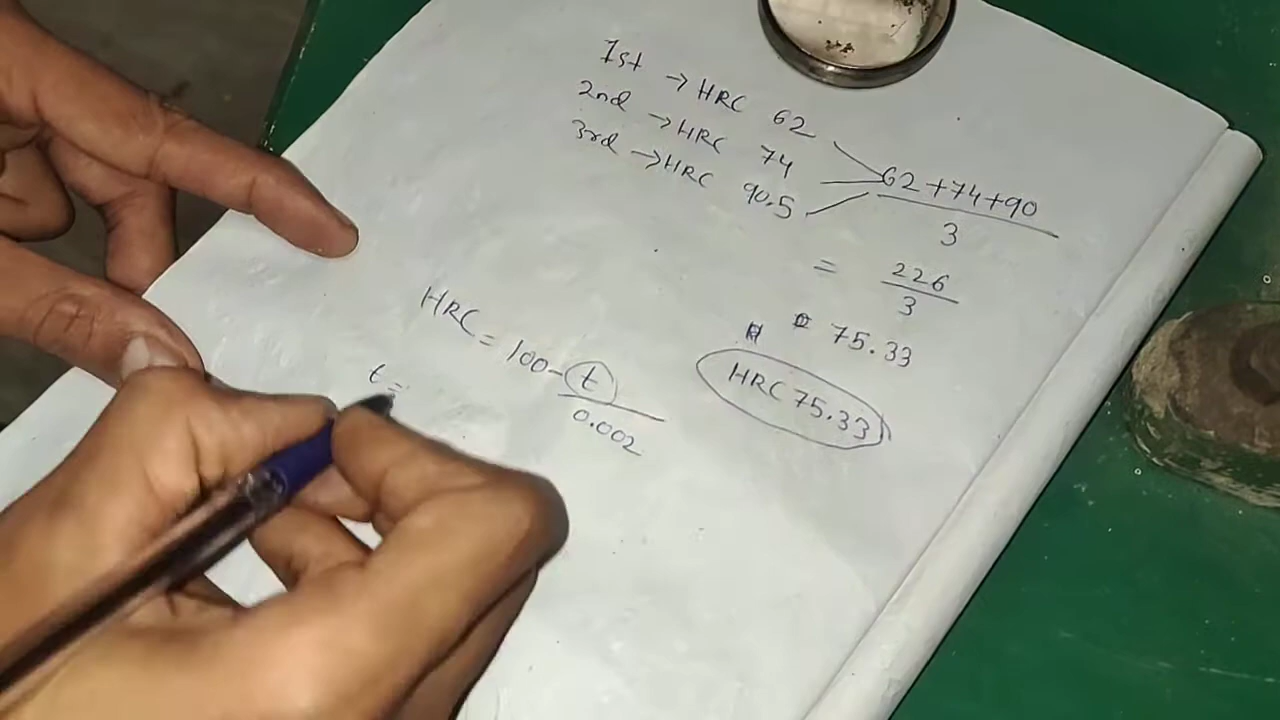 Ist → HRC 62
2nd → HRC 74
3rd → HRC 90.5
62+74+90
3
= 226
3
75.33
HRC 75.33
HRC = 100 - t
0.002
t =